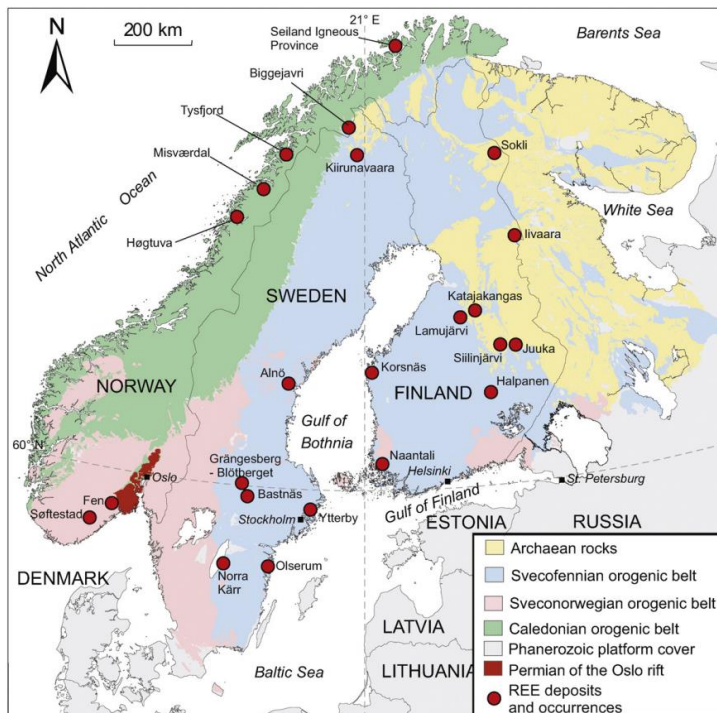 N
200 km
21° E
Seiland Igneous
Province
Barents Sea
Biggejavri
Tysfjord
Misværdal
Kiirunavaara
Sokli
North Atlantic Ocean
White Sea
Høgtuva
Iivaara
SWEDEN
Katajakangas
Lamujärvi
Siilinjärvi
Juuka
NORWAY
Alnö
Korsnäs
FINLAND
Halpanen
Gulf of
Bothnia
60° N
Grängesberg
- Blötberget
Naantali
Helsinki
St. Petersburg
Oslo
Fen
Bastnäs
Gulf of Finland
Søftestad
Stockholm
Ytterby
ESTONIA
RUSSIA
Norra
Kärr
Olserum
DENMARK
LATVIA
Baltic Sea
LITHUANIA
Archaean rocks
Svecofennian orogenic belt
Sveconorwegian orogenic belt
Caledonian orogenic belt
Phanerozoic platform cover
Permian of the Oslo rift
REE deposits
and occurrences